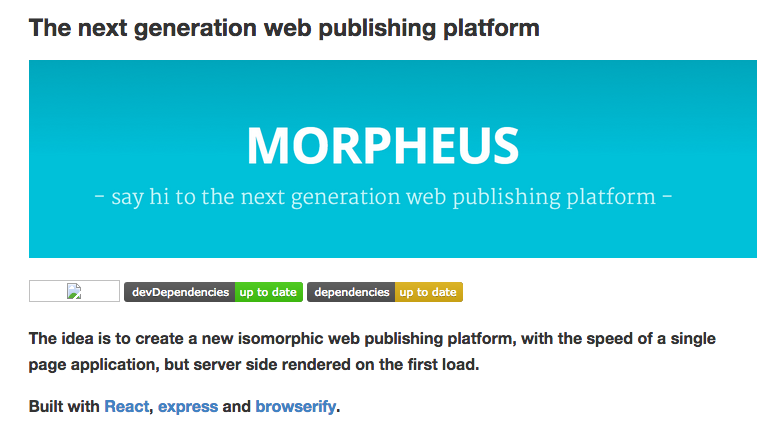 The next generation web publishing platform
MORPHEUS
- say hi to the next generation web publishing platform -
devDependencies up to date dependencies up to date
The idea is to create a new isomorphic web publishing platform, with the speed of a single
page application, but server side rendered on the first load.
Built with React, express and browserify.